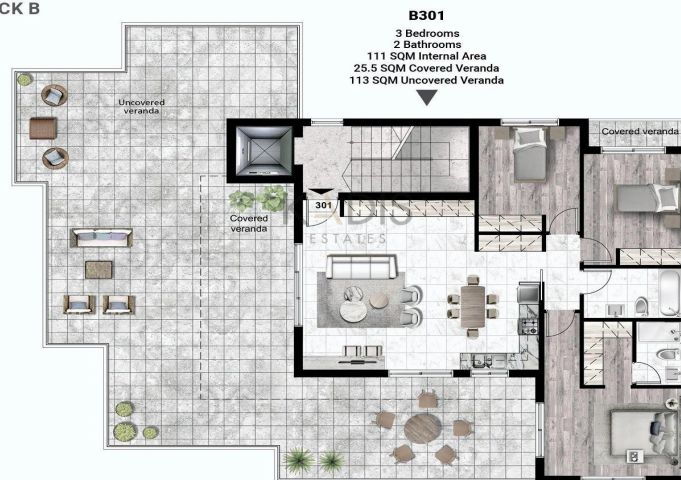 CK B
B301
3 Bedrooms
2 Bathrooms
111 SQM Internal Area
25.5 SQM Covered Veranda
113 SQM Uncovered Veranda
Uncovered
veranda
Covered veranda
301
Covered
veranda
ESTATES